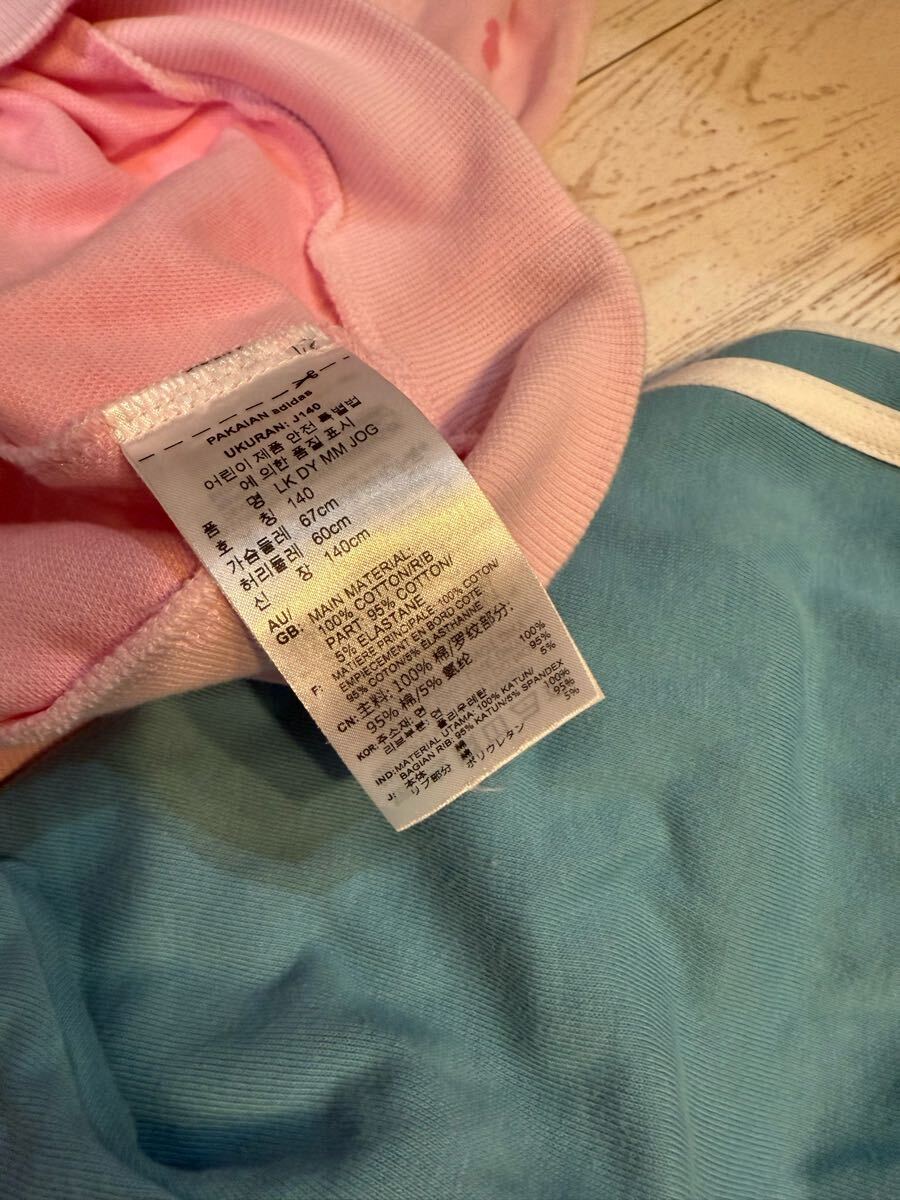 PAKAIAN adidas
UKURAN: J140
어린이 제품 안전 특별법
에 의한 품질 표시
품 명 LK DY MM JOG
호 칭 140
가슴둘레 67cm
허리둘레 60cm
신 장 140cm
AU/
GB: MAIN MATERIAL:
100% COTTON/RIB
PART: 95% COTTON/
5% ELASTANE
F: MATIÈRE PRINCIPALE: 100% COTON/
EMPIECEMENT EN BORD COTE:
95% COTON/5% ELASTHANNE
CN: 主料: 100% 棉/罗纹部分:
95% 棉/5% 氨纶
KOR: 주소재: 면 100%
리브부분: 면 95%
폴리우레탄 5%
IND: MATERIAL UTAMA: 100% KATUN/
BAGIAN RIB: 95% KATUN/5% SPANDEX
J: 本体 綿 100%
リブ部分 綿 95%
ポリウレタン 5%